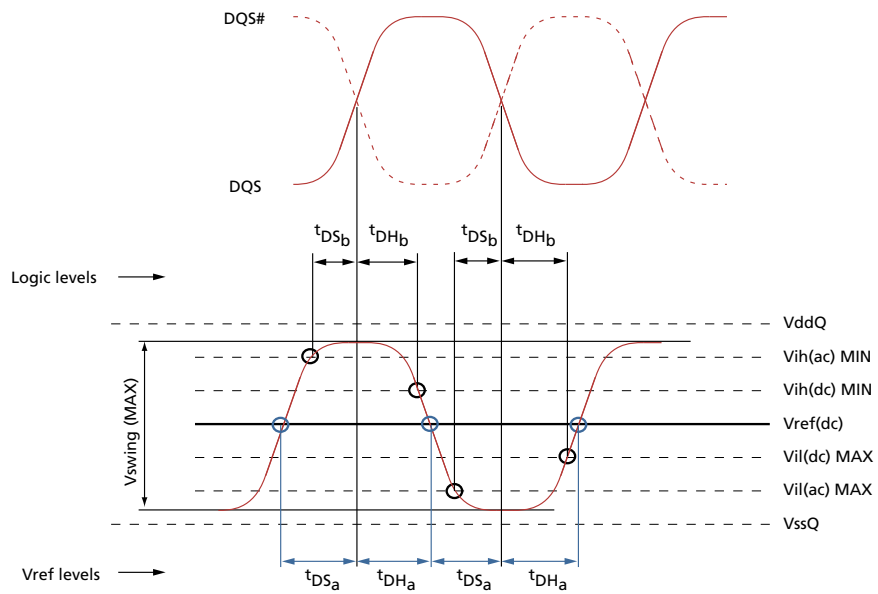 DQS#
DQS
tDSb tDHb tDSb tDHb
Logic levels
VddQ
Vih(ac) MIN
Vih(dc) MIN
Vref(dc)
Vil(dc) MAX
Vil(ac) MAX
VssQ
Vswing (MAX)
Vref levels
tDSa tDHa tDSa tDHa